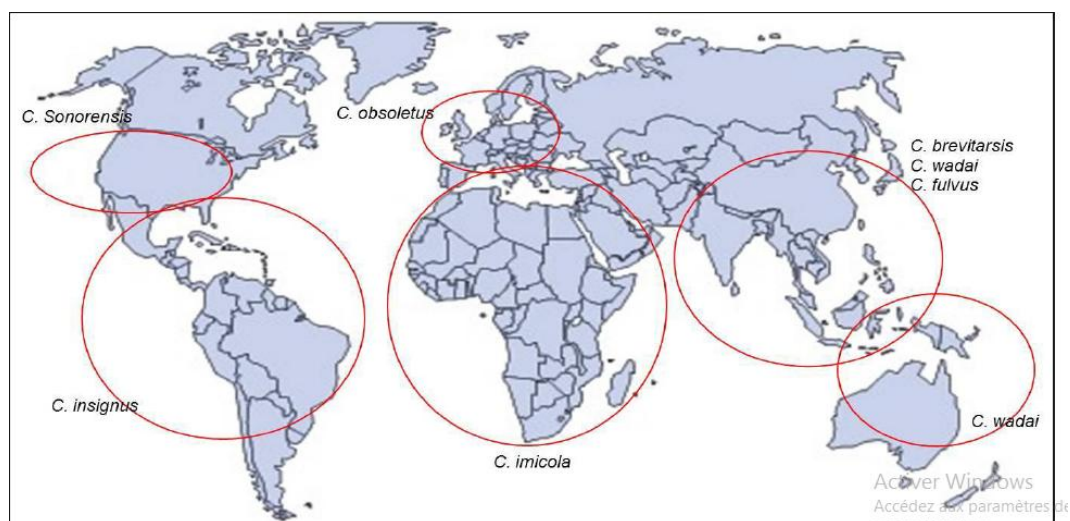 C. Sonorensis
C. obsoletus
C. brevitarsis
C. wadai
C. fulvus
C. insignus
C. wadai
C. imicola
Activer Windows
Accédez aux paramètres de